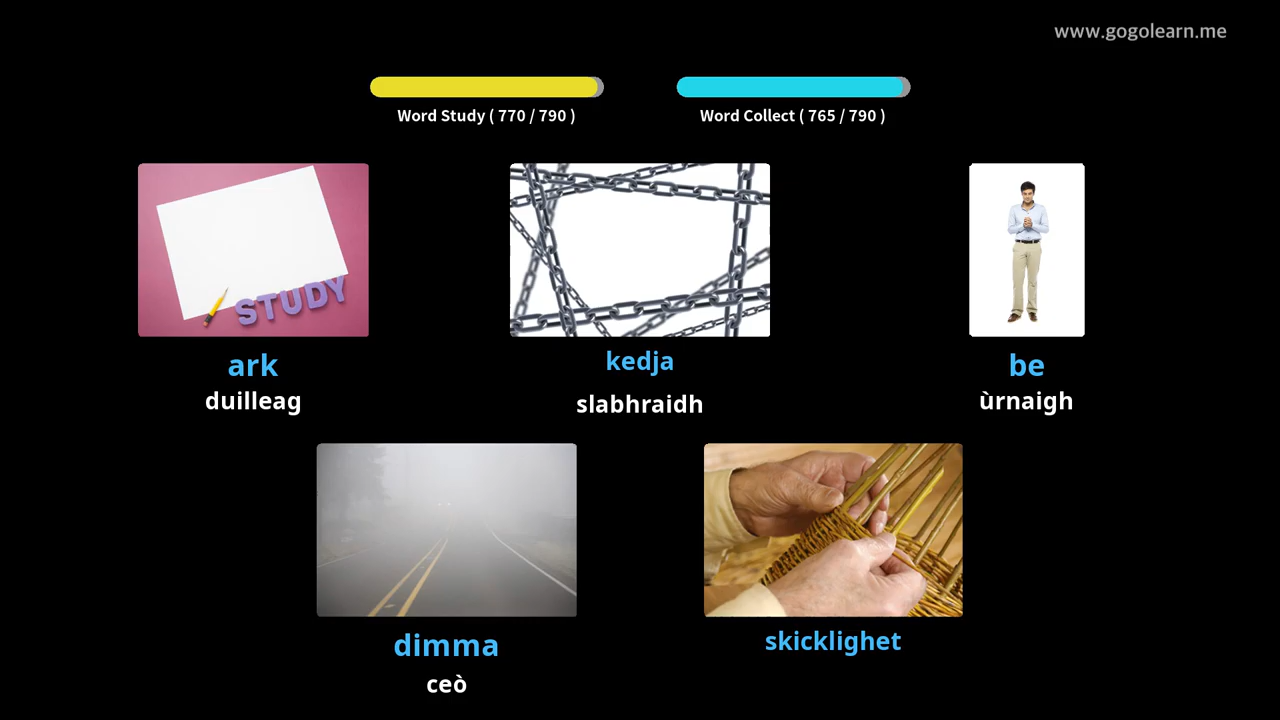 www.gogolearn.me
Word Study ( 770 / 790 )
Word Collect ( 765 / 790 )
STUDY
ark
duilleag
kedja
slabhraidh
be
ùrnaigh
dimma
ceò
skicklighet